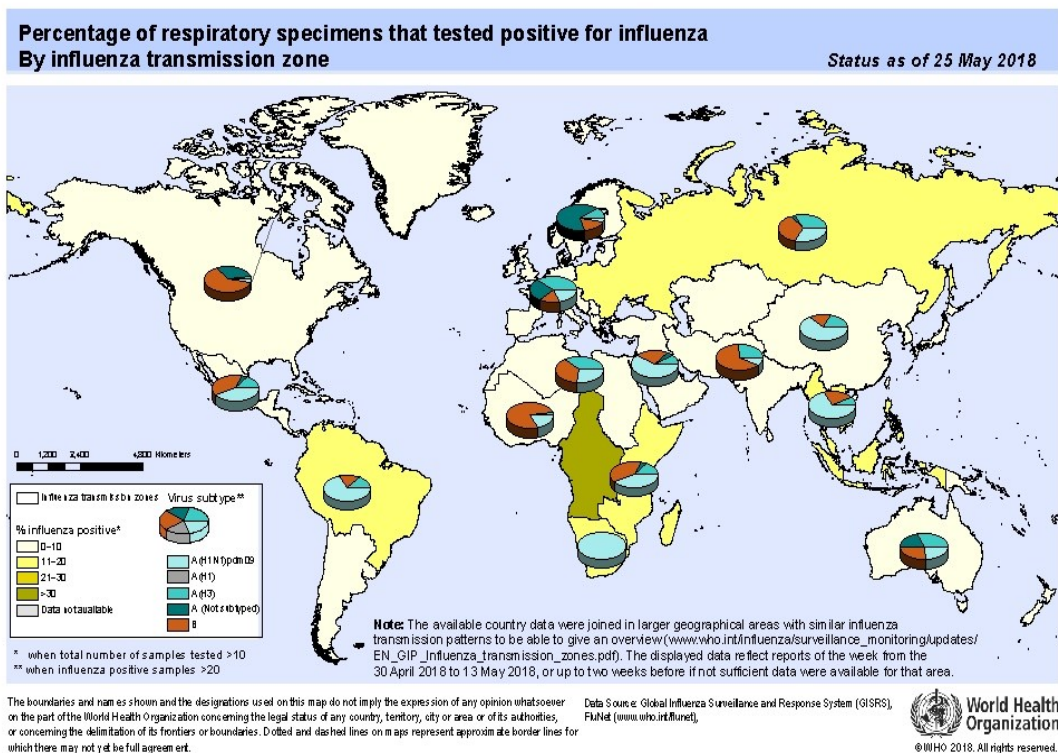 Percentage of respiratory specimens that tested positive for influenza
By influenza transmission zone
Status as of 25 May 2018
0 1,200 2,400 4,800 Kilometers
Influenza transmission zones
Virus subtype**
% influenza positive*
0-10
11-20
21-30
>30
Data not available
A(H1N1)pdm09
A(H1)
A(H3)
A (Not subtyped)
B
* when total number of samples tested >10
** when influenza positive samples >20
Note: The available country data were joined in larger geographical areas with similar influenza
transmission patterns to be able to give an overview (www.who.int/influenza/surveillance_monitoring/updates/
EN_GIP_Influenza_transmission_zones.pdf). The displayed data reflect reports of the week from the
30 April 2018 to 13 May 2018, or up to two weeks before if not sufficient data were available for that area.
The boundaries and names shown and the designations used on this map do not imply the expression of any opinion whatsoever
on the part of the World Health Organization concerning the legal status of any country, territory, city or area or of its authorities,
or concerning the delimitation of its frontiers or boundaries. Dotted and dashed lines on maps represent approximate border lines for
which there may not yet be full agreement.
Data Source: Global Influenza Surveillance and Response System (GISRS),
FluNet (www.who.int/flunet),
World Health
Organization
©WHO 2018. All rights reserved.